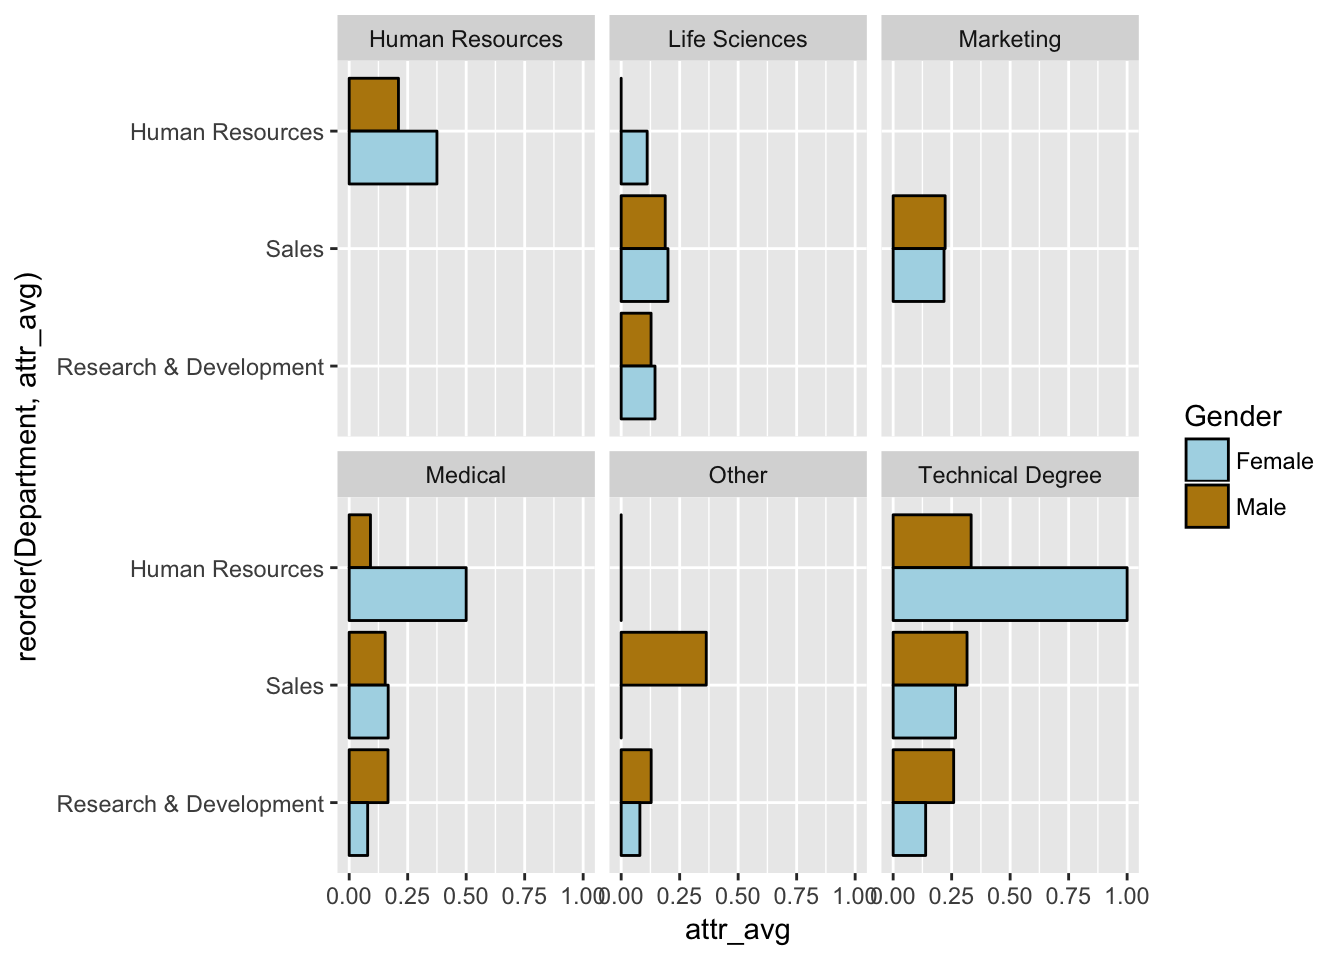 Human Resources
Life Sciences
Marketing
Human Resources
Sales
Research & Development
Medical
Other
Technical Degree
Human Resources
Sales
Research & Development
0.00 0.25 0.50 0.75 1.00
0.00 0.25 0.50 0.75 1.00
0.00 0.25 0.50 0.75 1.00
attr_avg
reorder(Department, attr_avg)
Gender
Female
Male